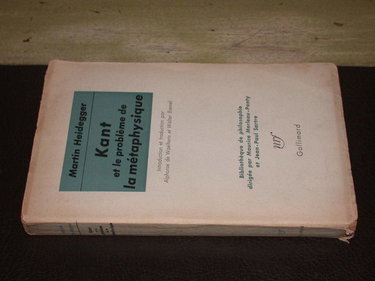 Martin Heidegger
Kant
et le problème de
la métaphysique
Introduction et traduction par
Alphonse de Waelhens et Walter Biemel
nrf
Bibliothèque de philosophie
dirigée par Maurice Merleau-Ponty
et Jean-Paul Sartre
Gallimard